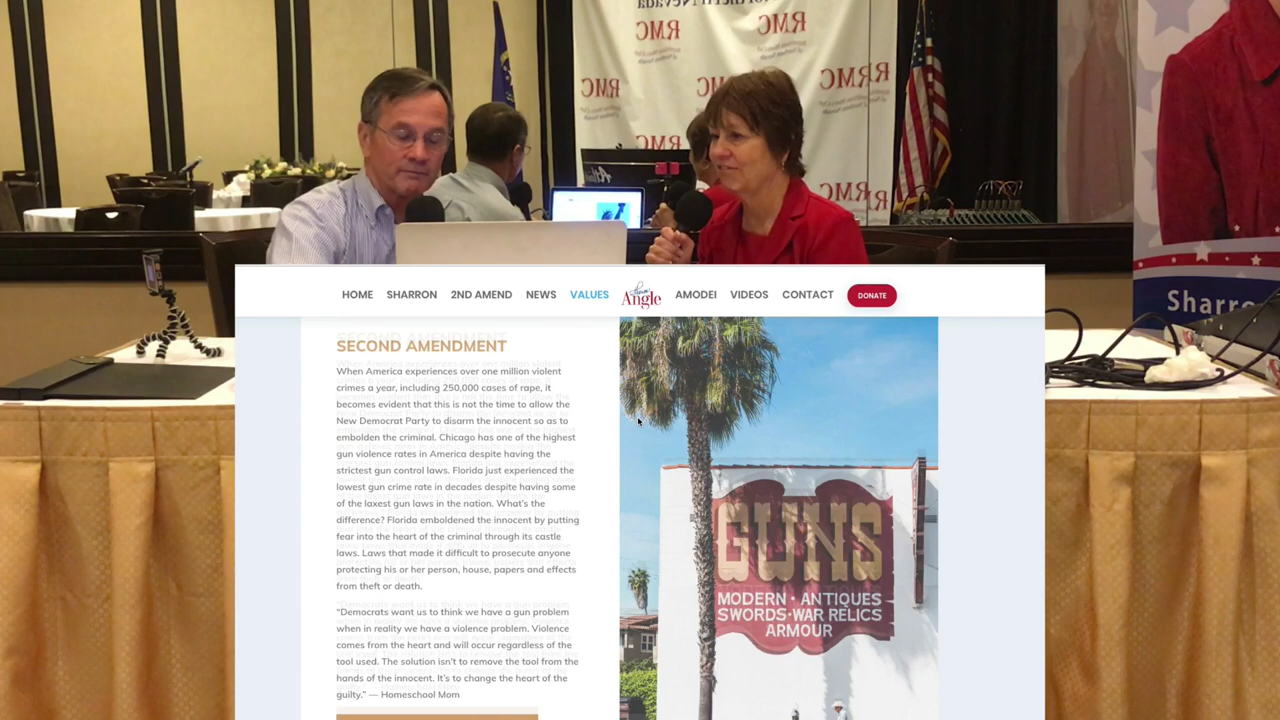 RMC
RMC
RMC
RMC
RMC
RMC
RMC
RMC
Sharro
HOME SHARRON 2ND AMEND NEWS VALUES Angle AMODEI VIDEOS CONTACT DONATE
SECOND AMENDMENT
When America experiences over one million violent
crimes a year, including 250,000 cases of rape, it
becomes evident that this is not the time to allow the
New Democrat Party to disarm the innocent so as to
embolden the criminal. Chicago has one of the highest
gun violence rates in America despite having the
strictest gun control laws. Florida just experienced the
lowest gun crime rate in decades despite having some
of the laxest gun laws in the nation. What's the
difference? Florida emboldened the innocent by putting
fear into the heart of the criminal through its castle
laws. Laws that made it difficult to prosecute anyone
protecting his or her person, house, papers and effects
from theft or death.
“Democrats want us to think we have a gun problem
when in reality we have a violence problem. Violence
comes from the heart and will occur regardless of the
tool used. The solution isn't to remove the tool from the
hands of the innocent. It's to change the heart of the
guilty.” — Homeschool Mom
GUNS
MODERN · ANTIQUES
SWORDS·WAR RELICS
ARMOUR